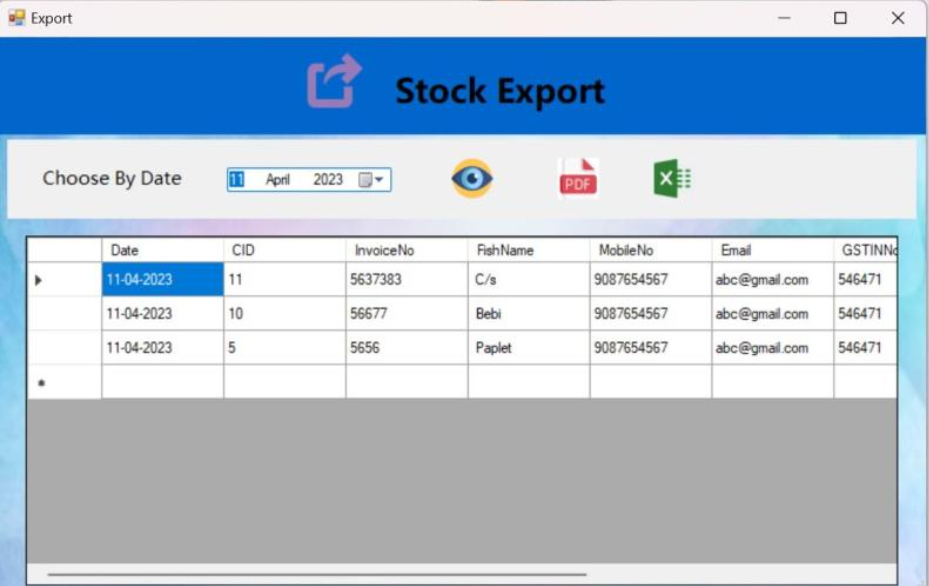 Export
Stock Export
Choose By Date 11 April 2023 PDF X
Date CID InvoiceNo FishName MobileNo Email GSTINNo
11-04-2023 11 5637383 C/s 9087654567 abc@gmail.com 546471
11-04-2023 10 56677 Bebi 9087654567 abc@gmail.com 546471
11-04-2023 5 5656 Paplet 9087654567 abc@gmail.com 546471